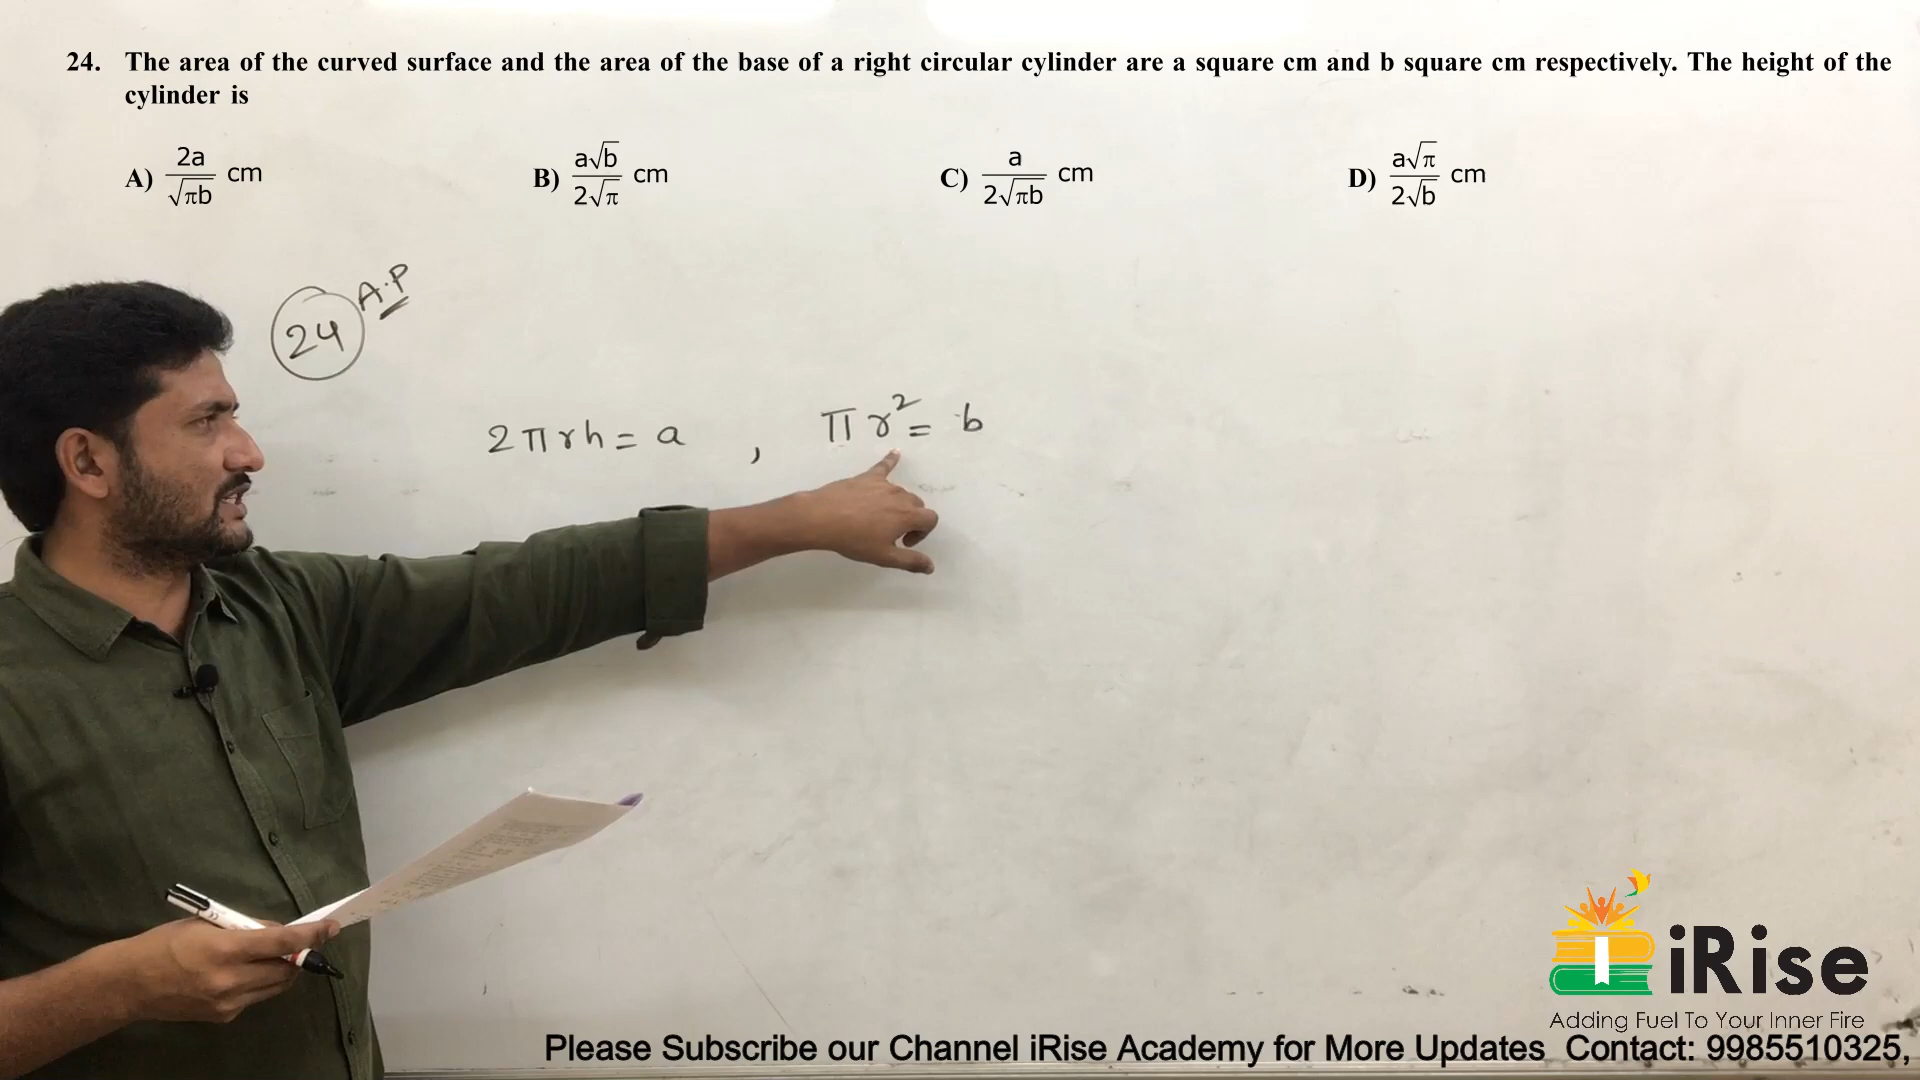 24. The area of the curved surface and the area of the base of a right circular cylinder are a square cm and b square cm respectively. The height of the
cylinder is
A) 2a/√πb cm B) a√b/2√π cm C) a/2√πb cm D) a√π/2√b cm
24 A.P
2πrh = a , πr² = b
iRise
Adding Fuel To Your Inner Fire
Please Subscribe our Channel iRise Academy for More Updates Contact: 9985510325,